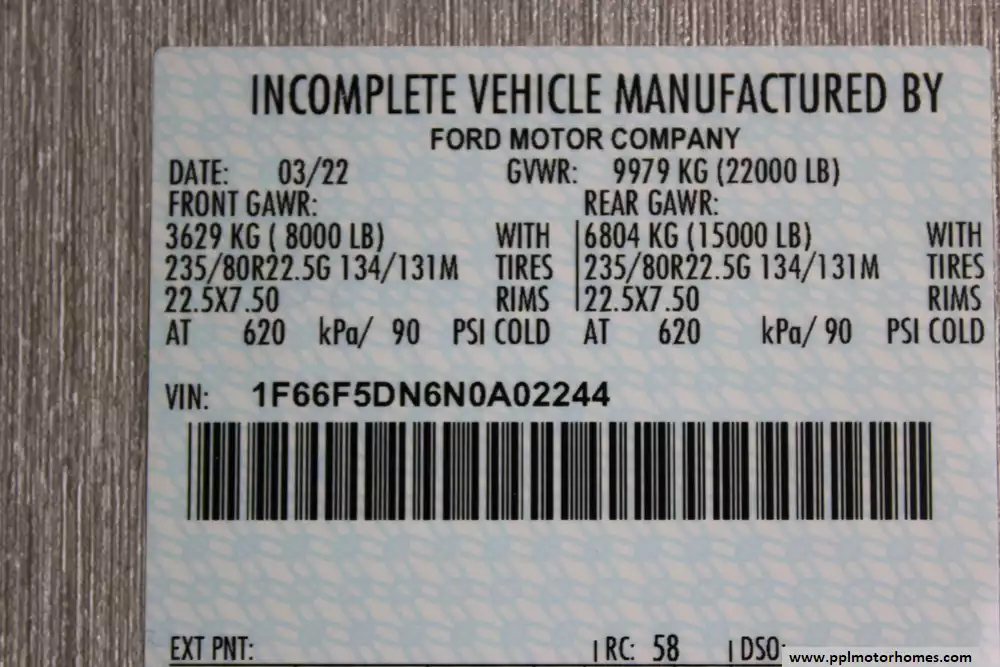 INCOMPLETE VEHICLE MANUFACTURED BY
FORD MOTOR COMPANY
DATE: 03/22 GVWR: 9979 KG (22000 LB)
FRONT GAWR: REAR GAWR:
3629 KG ( 8000 LB) WITH 6804 KG (15000 LB) WITH
235/80R22.5G 134/131M TIRES 235/80R22.5G 134/131M TIRES
22.5X7.50 RIMS 22.5X7.50 RIMS
AT 620 kPa/ 90 PSI COLD AT 620 kPa/ 90 PSI COLD
VIN: 1F66F5DN6N0A02244
EXT PNT: RC: 58 DSO:
www.pplmotorhomes.com